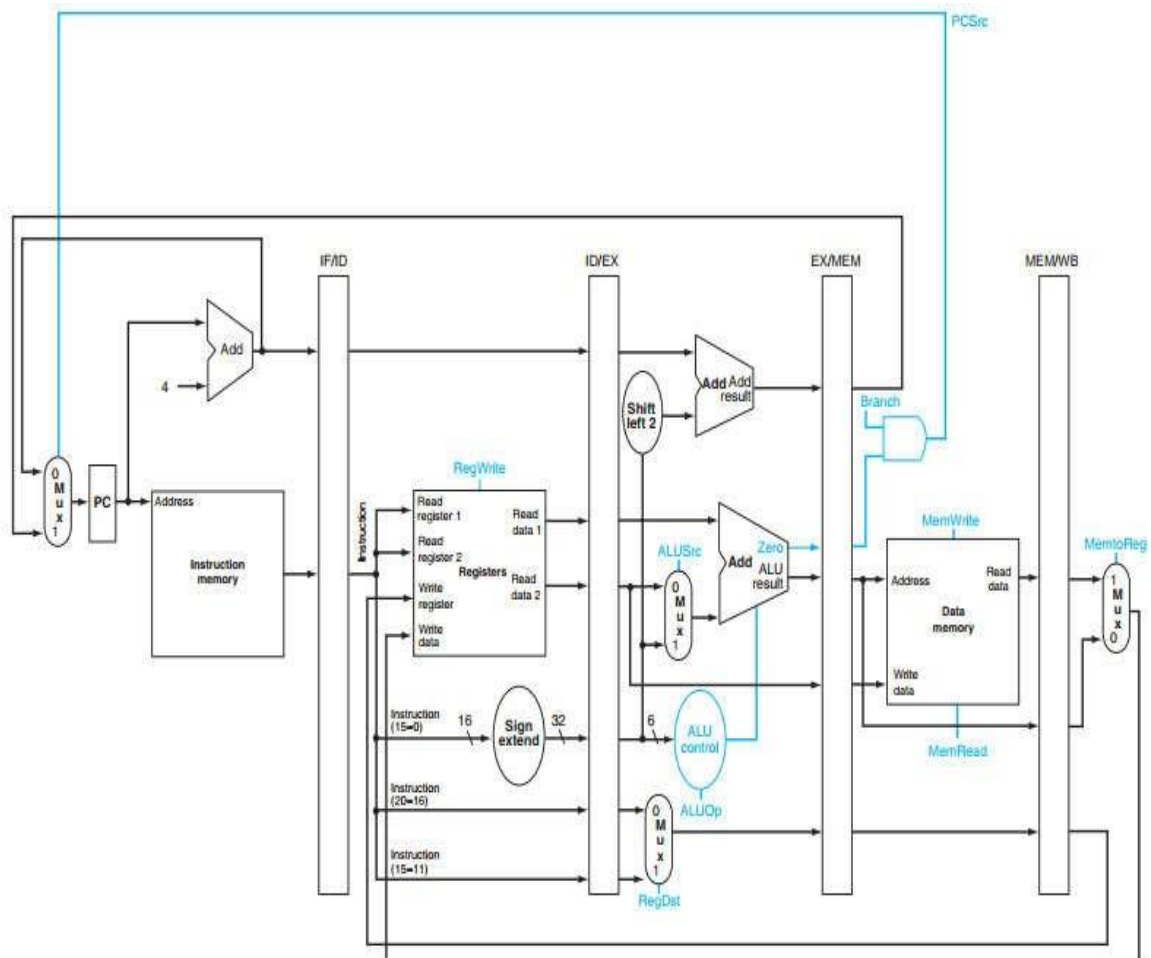 PCSrc
IF/ID
ID/EX
EX/MEM
MEM/WB
Add
4
Shift
left 2
Add
Add
result
Branch
0
M
u
x
1
PC
Address
Instruction
memory
Instruction
RegWrite
Read
register 1
Read
register 2
Write
register
Write
data
Registers
Read
data 1
Read
data 2
ALUSrc
0
M
u
x
1
Add
Zero
ALU
result
MemWrite
Address
Read
data
Data
memory
Write
data
MemRead
MemtoReg
1
M
u
x
0
Instruction
(15=0)
16
Sign
extend
32
6
ALU
control
ALUOp
Instruction
(20=16)
Instruction
(15=11)
0
M
u
x
1
RegDst